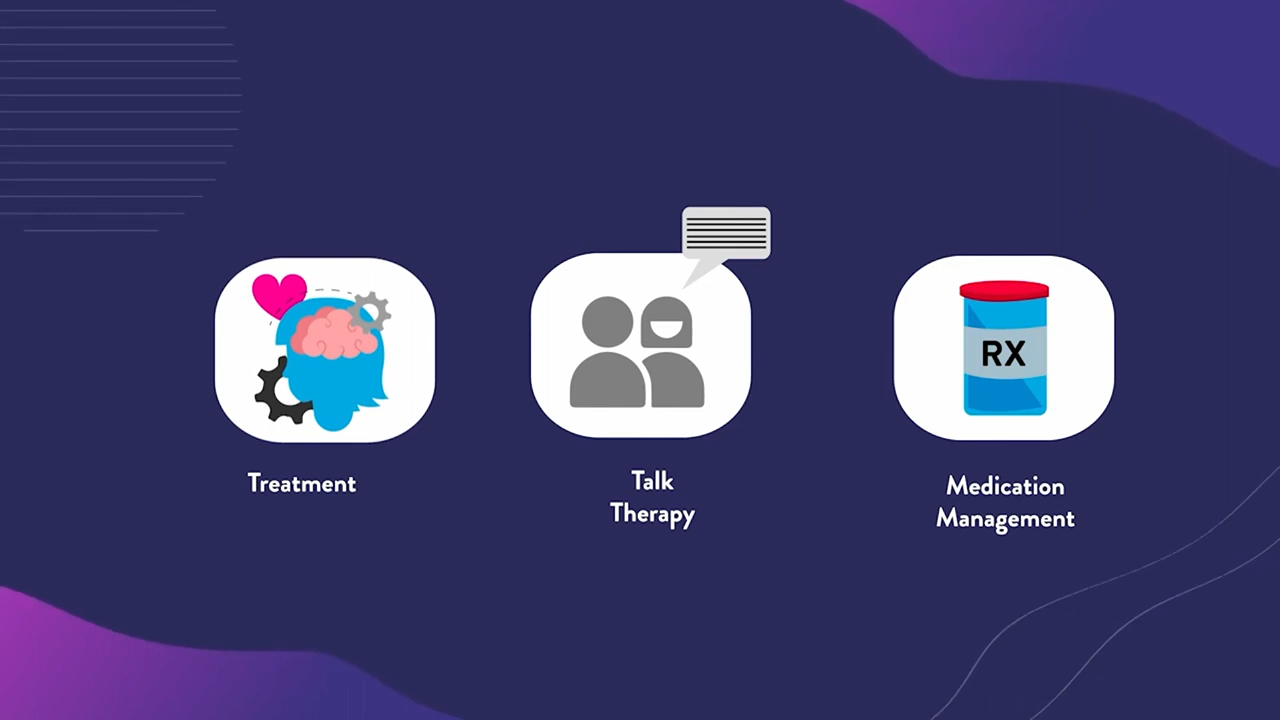 RX
Treatment
Talk
Therapy
Medication
Management